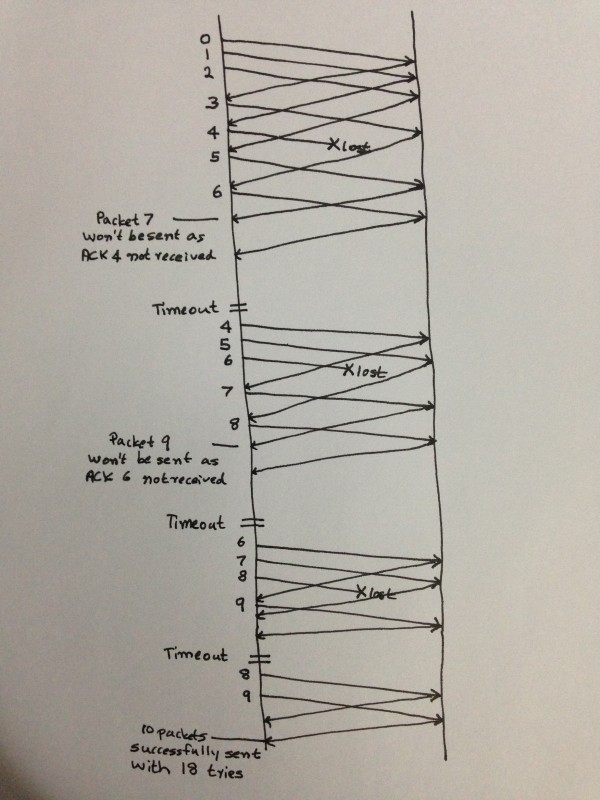 0
1
2
3
4
X lost
5
6
Packet 7
won't be sent as
ACK 4 not received
Timeout
4
5
6
X lost
7
8
Packet 9
won't be sent as
ACK 6 not received
Timeout
6
7
8
X lost
9
Timeout
8
9
10 packets
successfully sent
with 18 tries